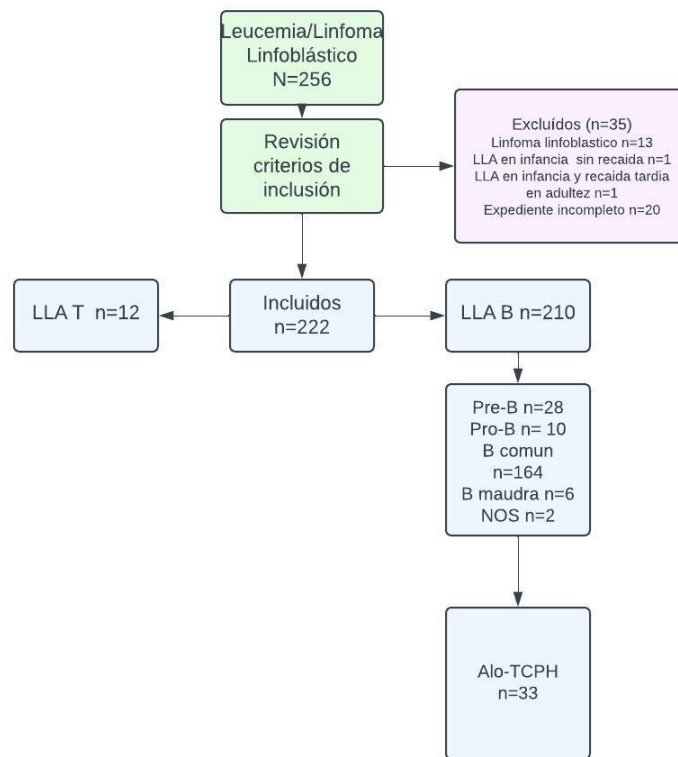 Leucemia/Linfoma
Linfoblástico
N=256
Revisión
criterios de
inclusión
Excluídos (n=35)
Linfoma linfoblastico n=13
LLA en infancia  sin recaida n=1
LLA en infancia y recaida tardia
en adultez n=1
Expediente incompleto n=20
LLA T  n=12
Incluidos
n=222
LLA B n=210
Pre-B n=28
Pro-B n= 10
B comun
n=164
B maudra n=6
NOS n=2
Alo-TCPH
n=33